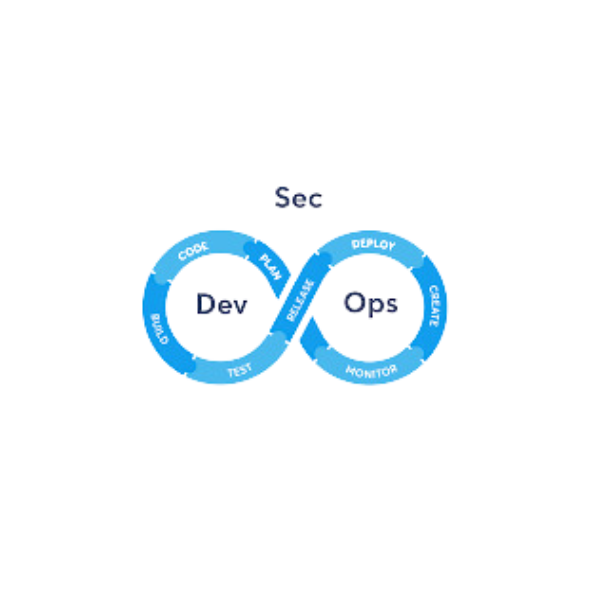 Sec
CODE
PLAN
DEPLOY
Dev
RELEASE
Ops
CREATE
BUILD
TEST
MONITOR